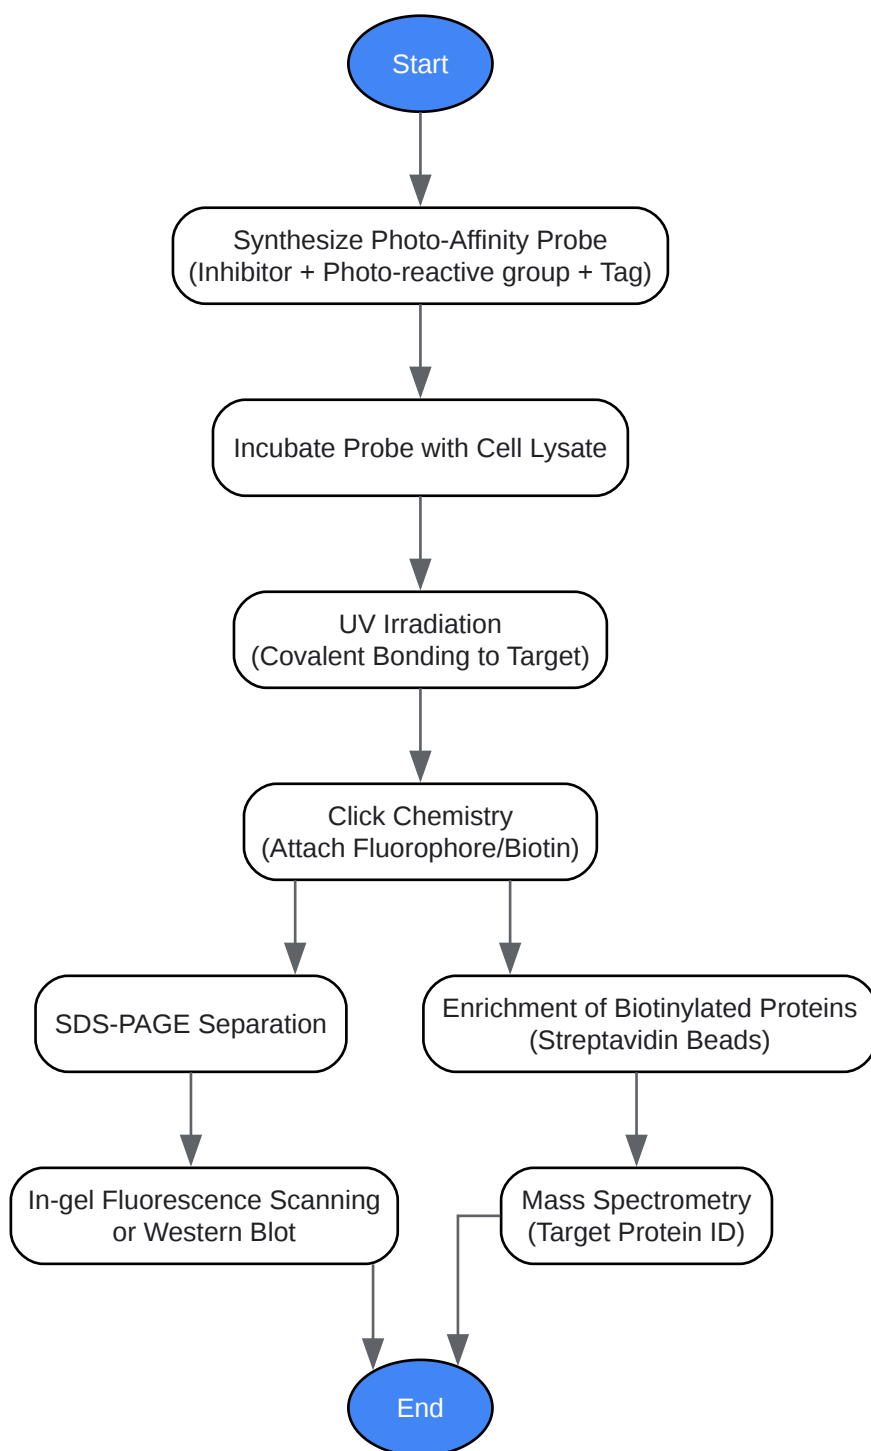 Start
Synthesize Photo-Affinity Probe
(Inhibitor + Photo-reactive group + Tag)
Incubate Probe with Cell Lysate
UV Irradiation
(Covalent Bonding to Target)
Click Chemistry
(Attach Fluorophore/Biotin)
SDS-PAGE Separation
Enrichment of Biotinylated Proteins
(Streptavidin Beads)
In-gel Fluorescence Scanning
or Western Blot
Mass Spectrometry
(Target Protein ID)
End